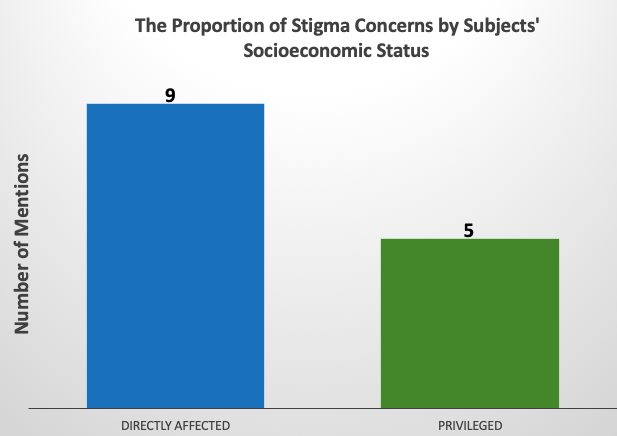 The Proportion of Stigma Concerns by Subjects'
Socioeconomic Status
Number of Mentions
9
5
DIRECTLY AFFECTED
PRIVILEGED